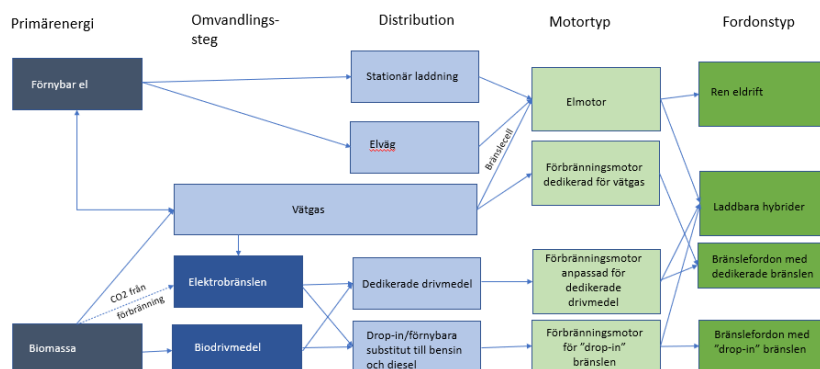 Primärenergi
Omvandlings-
steg
Distribution
Motortyp
Fordonstyp
Förnybar el
Stationär laddning
Elmotor
Ren eldrift
Elväg
Bränslecell
Förbränningsmotor
dedikerad för vätgas
Vätgas
Laddbara hybrider
CO2 från
förbränning
Elektrobränslen
Dedikerade drivmedel
Förbränningsmotor
anpassad för
dedikerade
drivmedel
Bränslefordon med
dedikerade bränslen
Biomassa
Biodrivmedel
Drop-in/förnybara
substitut till bensin
och diesel
Förbränningsmotor
för ”drop-in”
bränslen
Bränslefordon med
”drop-in” bränslen